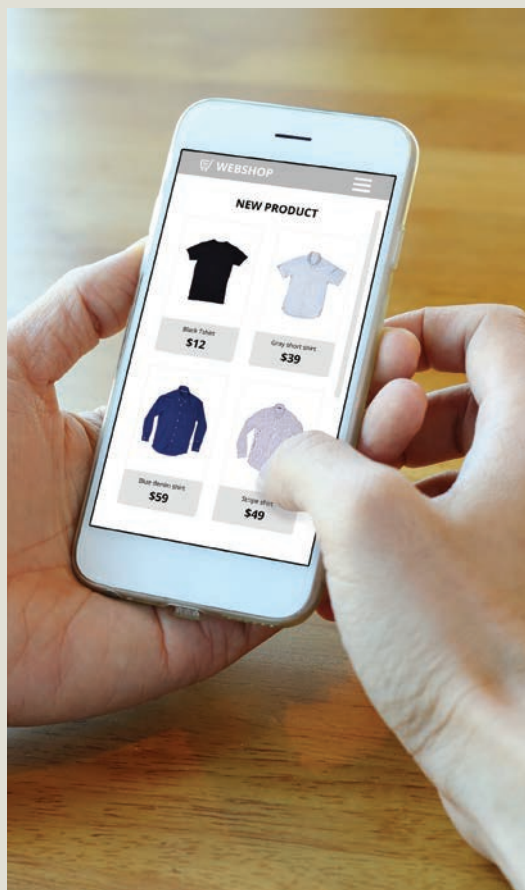 WEBSHOP
NEW PRODUCT
Black Tshirt
$12
Gray short shirt
$39
Blue denim shirt
$59
Stripe shirt
$49